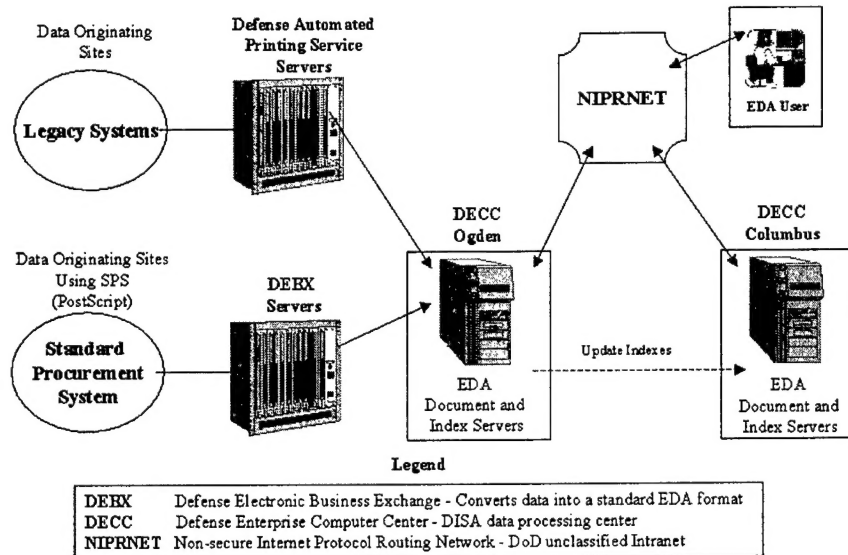 Data Originating
Sites
Legacy Systems
Defense Automated
Printing Service
Servers
NIPRNET
EDA User
Data Originating Sites
Using SPS
(PostScript)
Standard
Procurement
System
DEBX
Servers
DECC
Ogden
EDA
Document and
Index Servers
Update Indexes
DECC
Columbus
EDA
Document and
Index Servers
Legend
DEBX Defense Electronic Business Exchange - Converts data into a standard EDA format
DECC Defense Enterprise Computer Center - DISA data processing center
NIPRNET Non-secure Internet Protocol Routing Network - DoD unclassified Intranet